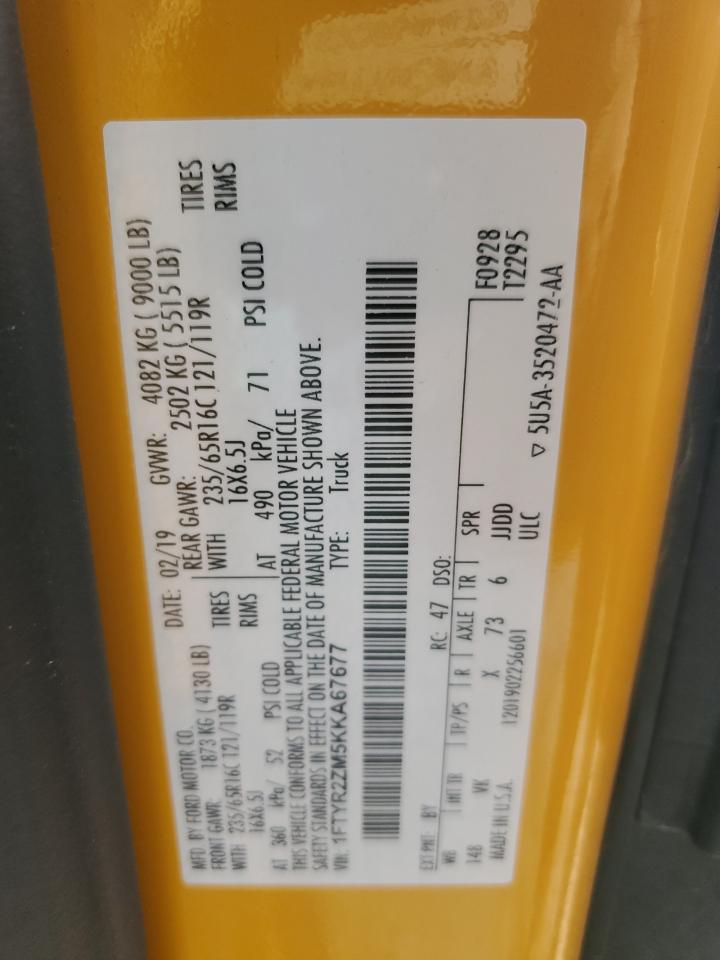 MFD. BY FORD MOTOR CO.
DATE: 02/19 GVWR: 4082 KG ( 9000 LB)
FRONT GAWR: 1873 KG ( 4130 LB) REAR GAWR: 2502 KG ( 5515 LB)
WITH 235/65R16C 121/119R TIRES WITH 235/65R16C 121/119R TIRES
16X6.5J RIMS 16X6.5J RIMS
AT 360 kPa/ 52 PSI COLD AT 490 kPa/ 71 PSI COLD
THIS VEHICLE CONFORMS TO ALL APPLICABLE FEDERAL MOTOR VEHICLE
SAFETY STANDARDS IN EFFECT ON THE DATE OF MANUFACTURE SHOWN ABOVE.
VIN: 1FTYR2ZM5KKA67677 TYPE: Truck
EXT PNT: BY RC: 47 DSO: F0928
WB INT TR TP/PS R AXLE TR SPR T2295
148 VK X 73 6 JJDD
MADE IN U.S.A. 1201902256601 ULC
▽ 5U5A-3520472-AA